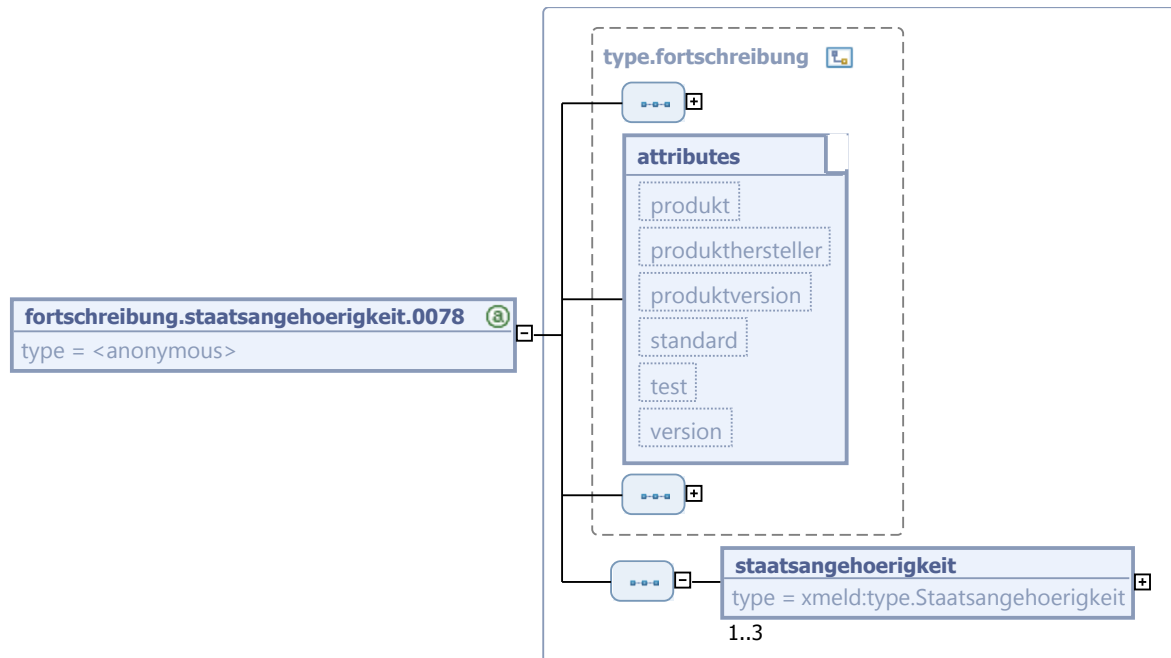 type.fortschreibung
attributes
produkt
produkthersteller
produktversion
standard
test
version
fortschreibung.staatsangehoerigkeit.0078 a
type = <anonymous>
staatsangehoerigkeit
type = xmeld:type.Staatsangehoerigkeit
1..3